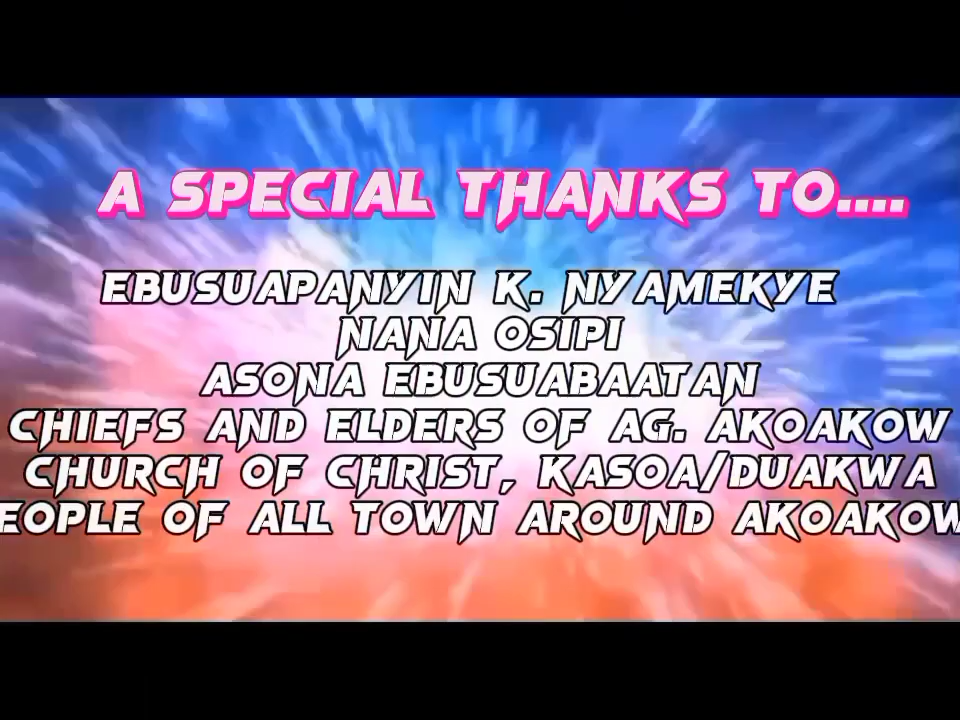 A SPECIAL THANKS TO....
EBUSUAPANYIN K. NYAMEKYE
NANA OSIPI
ASONA EBUSUABAATAN
CHIEFS AND ELDERS OF AG. AKOAKOW
CHURCH OF CHRIST, KASOA/DUAKWA
EOPLE OF ALL TOWN AROUND AKOAKOW